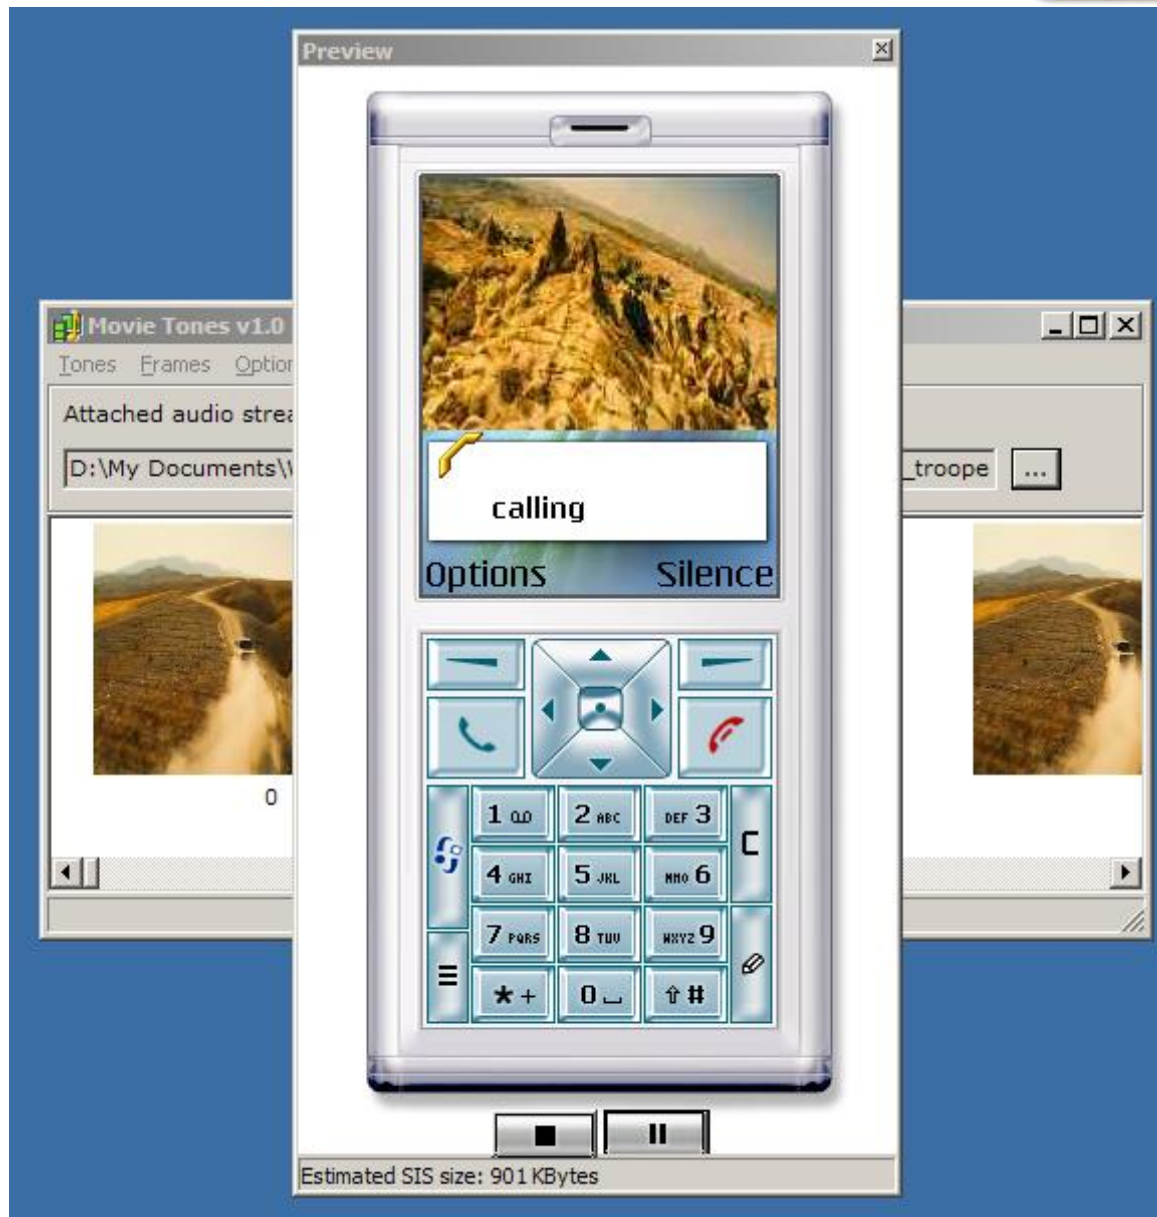 Preview
Movie Tones v1.0
Tones Frames Option
Attached audio strea
D:\My Documents\
_troope ...
calling
Options Silence
0
1
2 ABC
DEF 3
C
4 GHI
5 JKL
MNO 6
7 PQRS
8 TUV
WXYZ 9
* +
0
#
Estimated SIS size: 901 KBytes